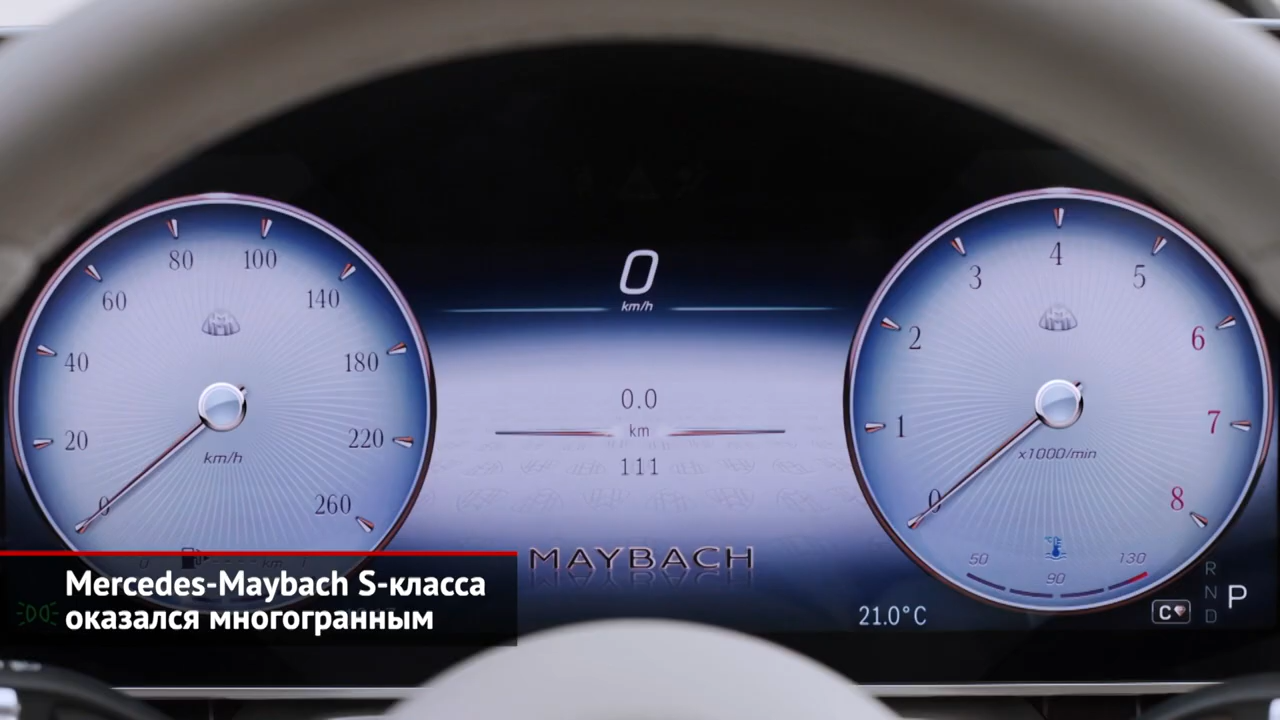 80 100
60 140
40 180
20 220
0 260
km/h
0
km/h
0.0
km
111
MAYBACH
4
3 5
2 6
1 7
0 8
x1000/min
50 90 130
21.0°C
C
R
N
D
P
Mercedes-Maybach S-класса
оказался многогранным